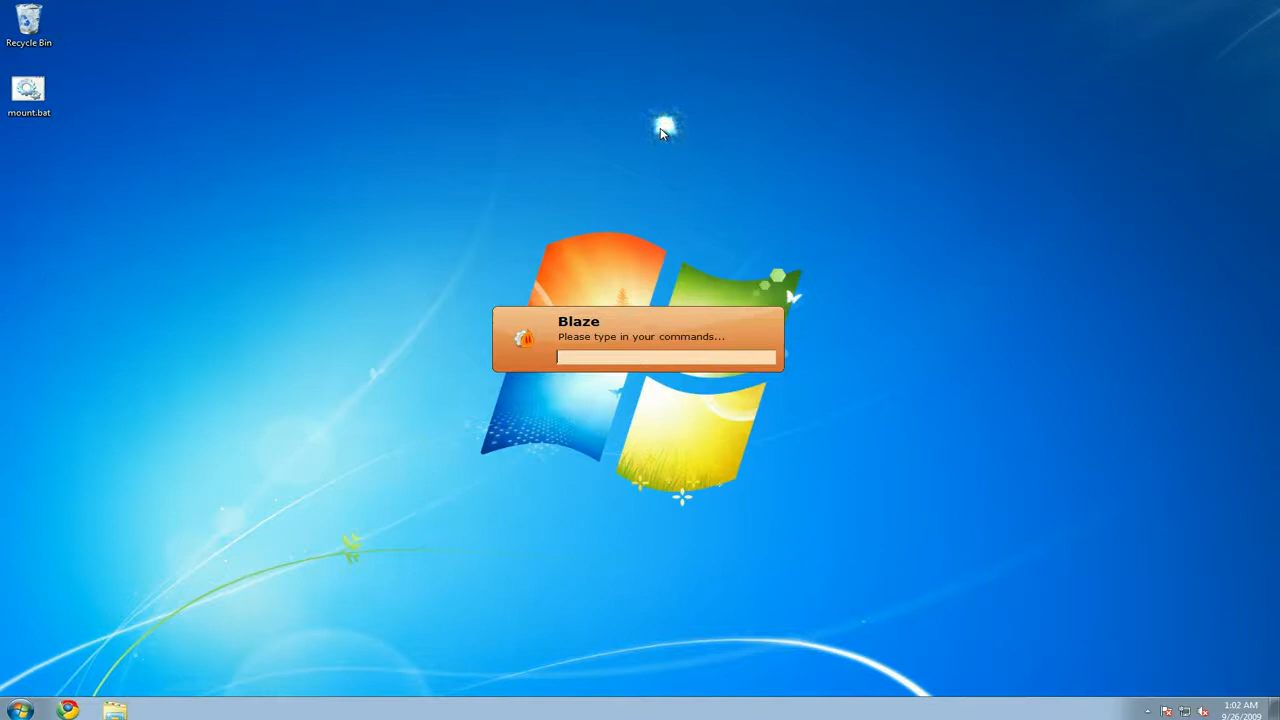 Recycle Bin
mount.bat
Blaze
Please type in your commands...
1:02 AM
9/26/2009